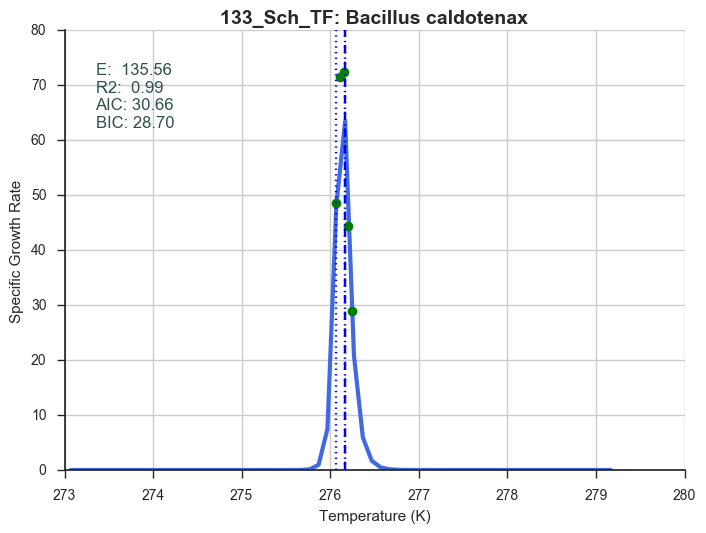 133_Sch_TF: Bacillus caldotenax
E: 135.56
R2: 0.99
AIC: 30.66
BIC: 28.70
Specific Growth Rate
80
70
60
50
40
30
20
10
0
273 274 275 276 277 278 279 280
Temperature (K)